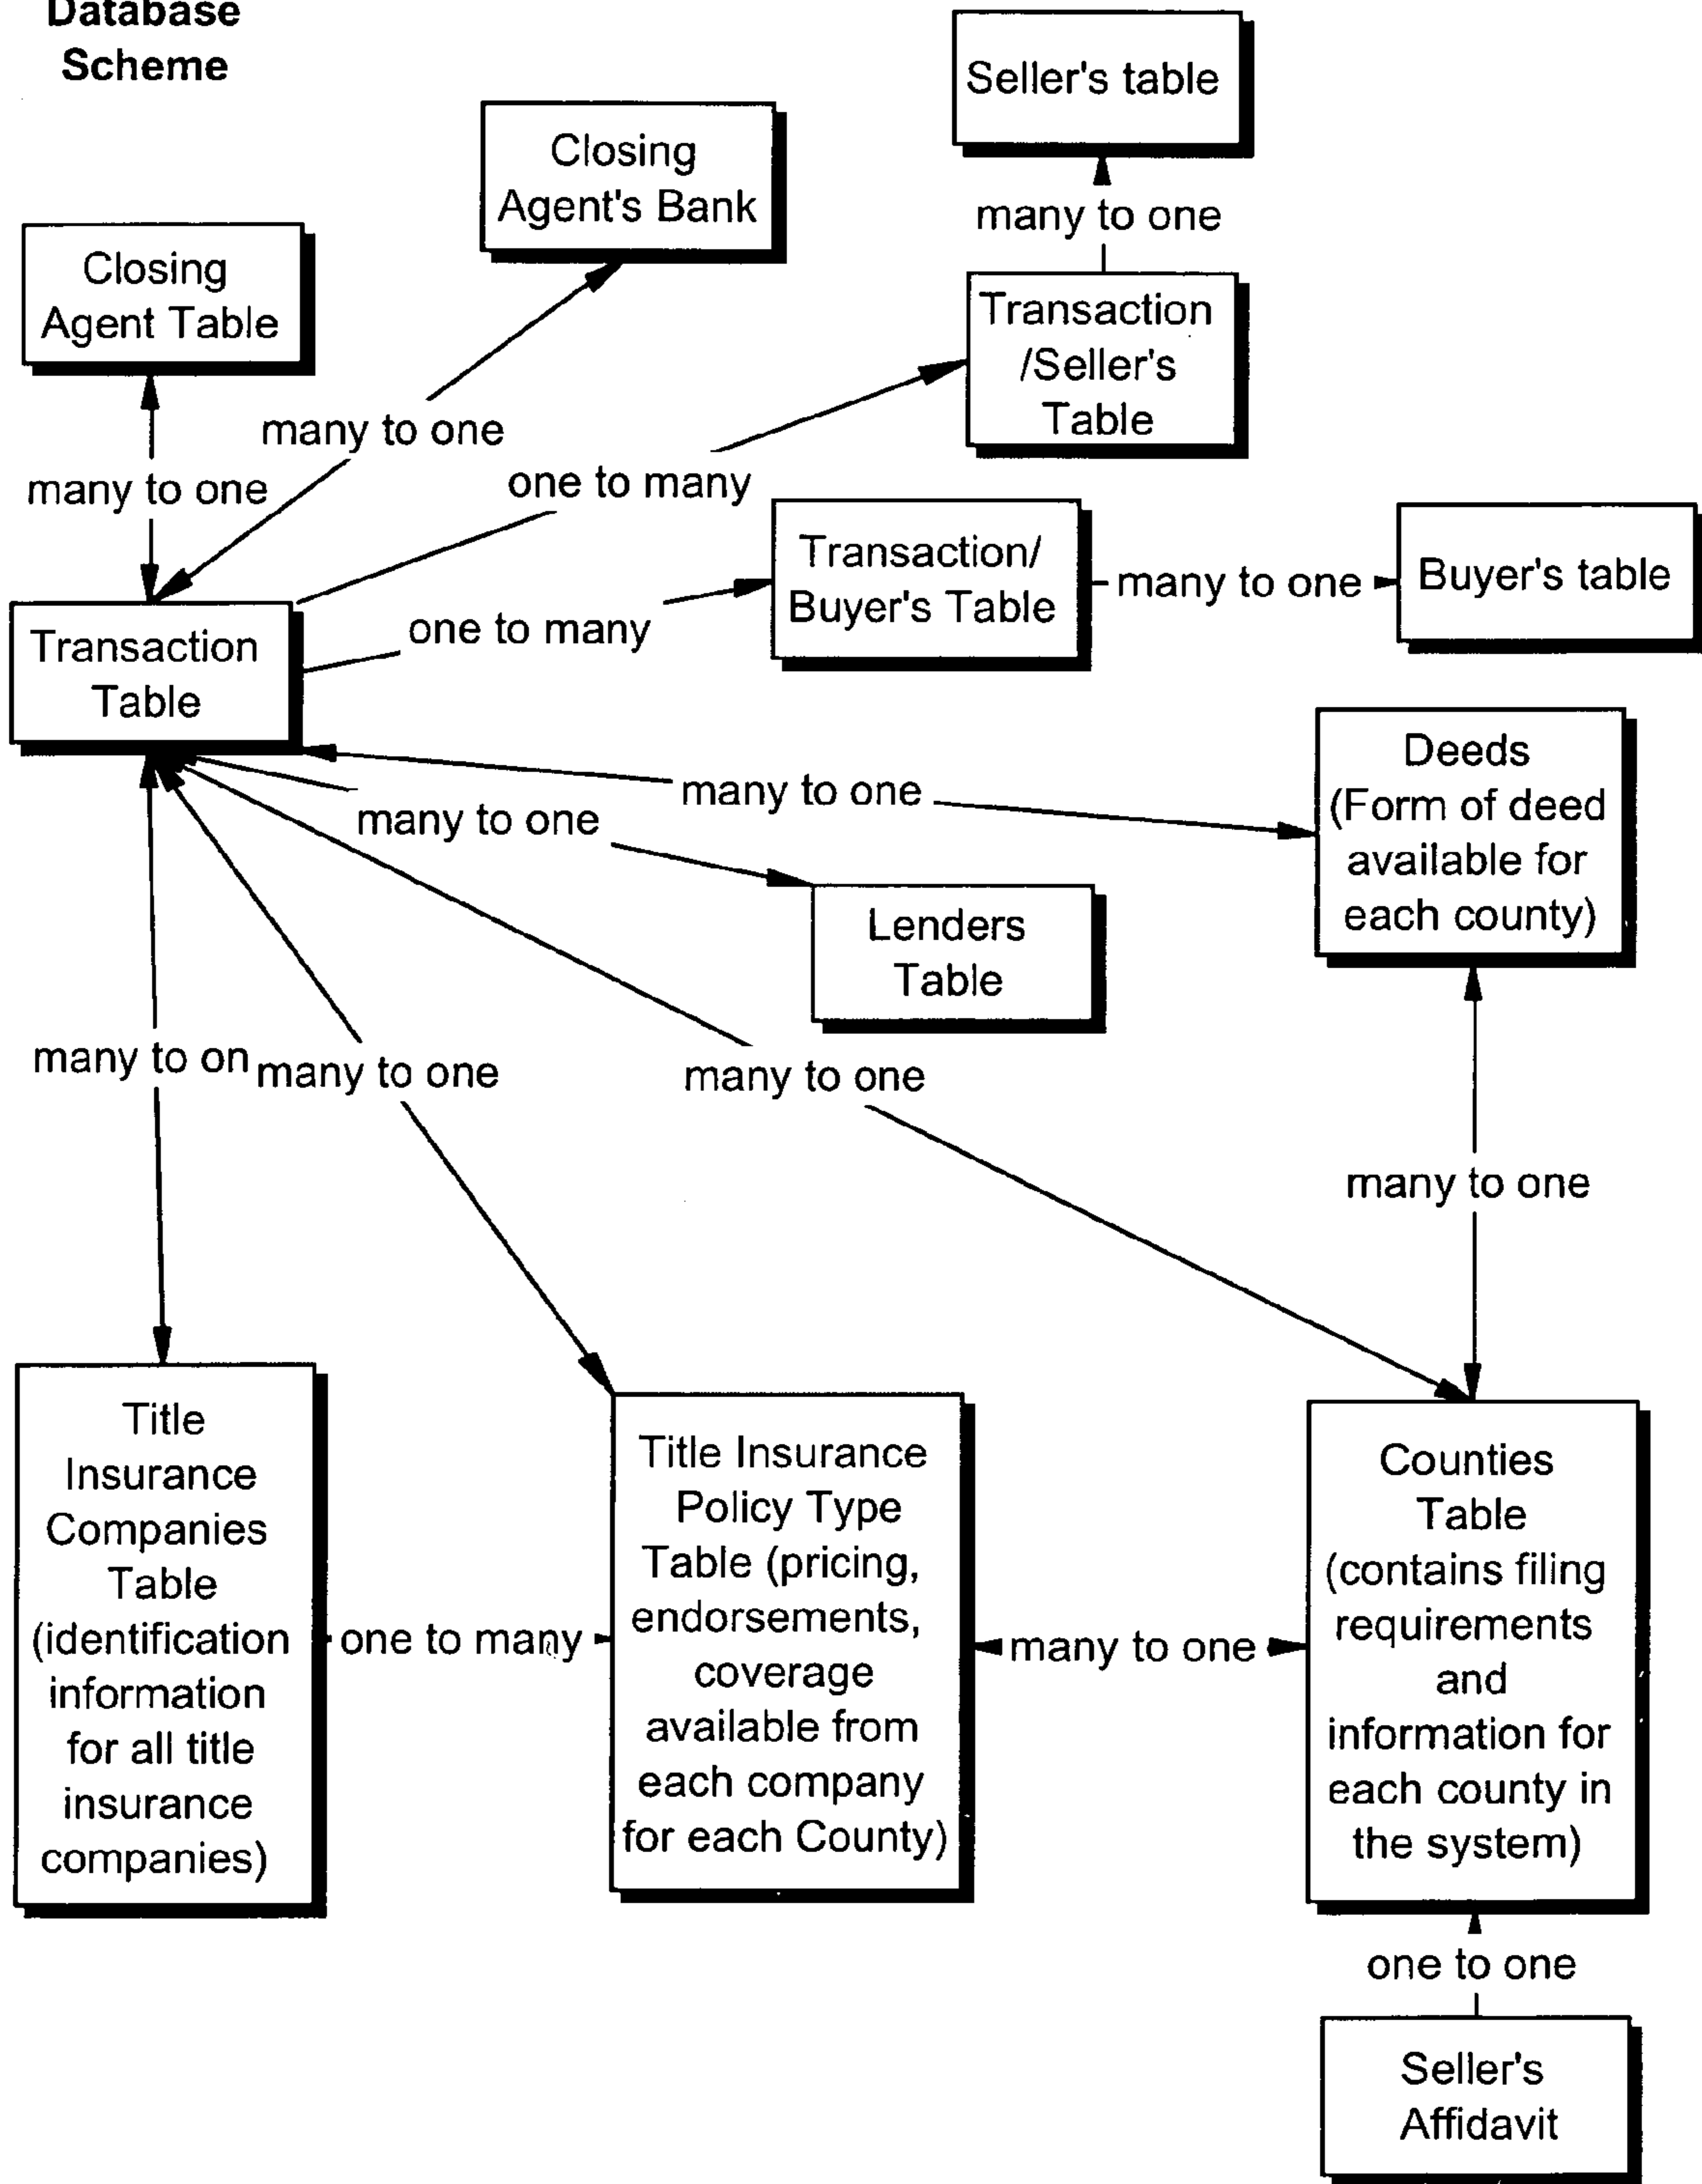 Database
Scheme
Seller's table
Closing
Agent's Bank
many to one
Closing
Agent Table
Transaction
/Seller's
Table
many to one
many to one
one to many
Transaction/
Buyer's Table
many to one
Buyer's table
one to many
Transaction
Table
Deeds
(Form of deed
available for
each county)
many to one
many to one
Lenders
Table
many to on
many to one
many to one
many to one
Title
Insurance
Companies
Table
(identification
information
for all title
insurance
companies)
one to many
Title Insurance
Policy Type
Table (pricing,
endorsements,
coverage
available from
each company
for each County)
many to one
Counties
Table
(contains filing
requirements
and
information for
each county in
the system)
one to one
Seller's
Affidavit